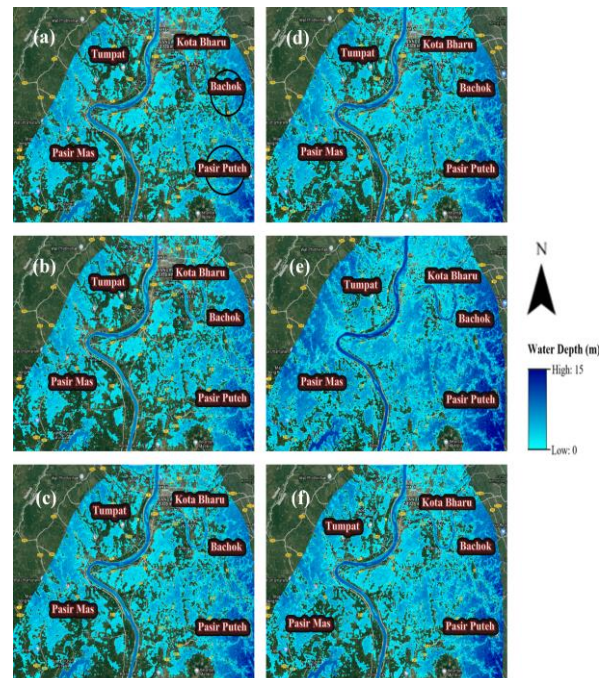 (a)
Tumpat
Kota Bharu
Bachok
Pasir Mas
Pasir Puteh
(d)
Tumpat
Kota Bharu
Bachok
Pasir Mas
Pasir Puteh
(b)
Tumpat
Kota Bharu
Bachok
Pasir Mas
Pasir Puteh
(e)
Tumpat
Kota Bharu
Bachok
Pasir Mas
Pasir Puteh
N
Water Depth (m)
High: 15
Low: 0
(c)
Tumpat
Kota Bharu
Bachok
Pasir Mas
Pasir Puteh
(f)
Tumpat
Kota Bharu
Bachok
Pasir Mas
Pasir Puteh